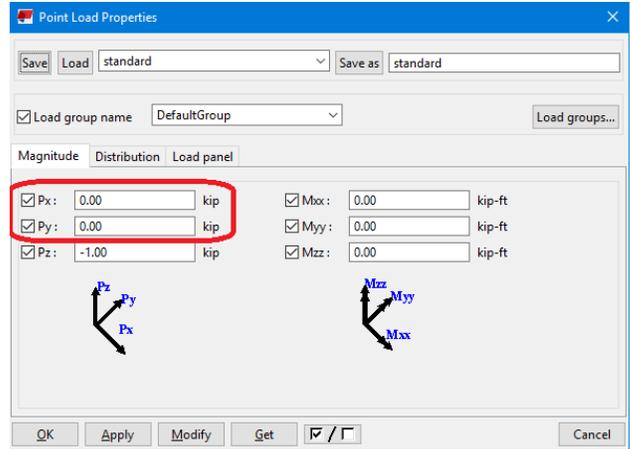 Point Load Properties
Save Load standard Save as standard
Load group name DefaultGroup Load groups...
Magnitude Distribution Load panel
Px : 0.00 kip Mxx : 0.00 kip-ft
Py : 0.00 kip Myy : 0.00 kip-ft
Pz : -1.00 kip Mzz : 0.00 kip-ft
Pz Mzz
Py Myy
Px Mxx
OK Apply Modify Get / Cancel